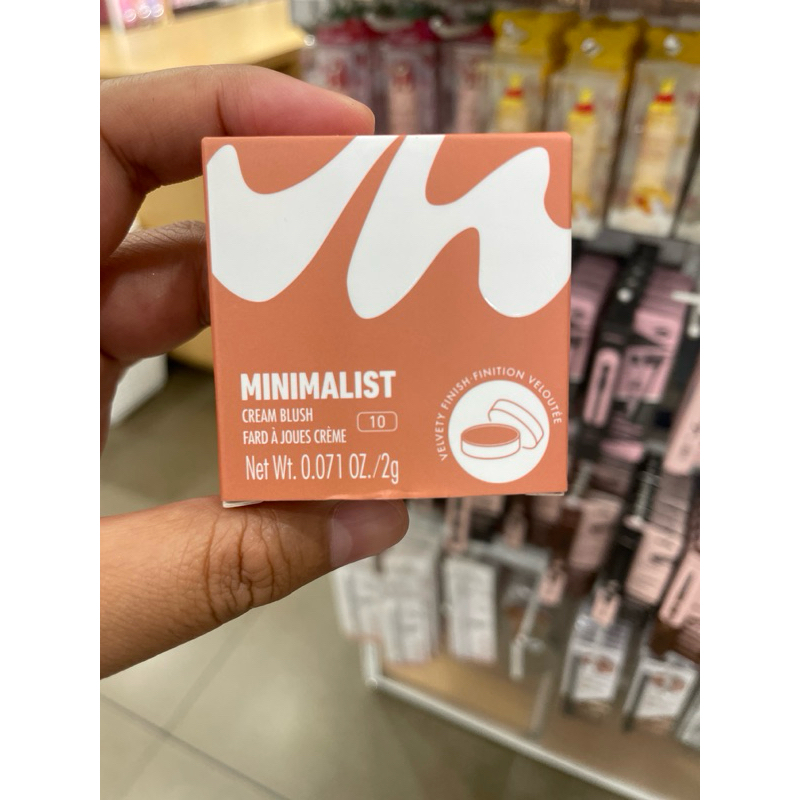 MINIMALIST
CREAM BLUSH
FARD À JOUES CRÈME
10
Net Wt. 0.071 OZ./2g
VELVETY FINISH·FINITION VELOUTÉE